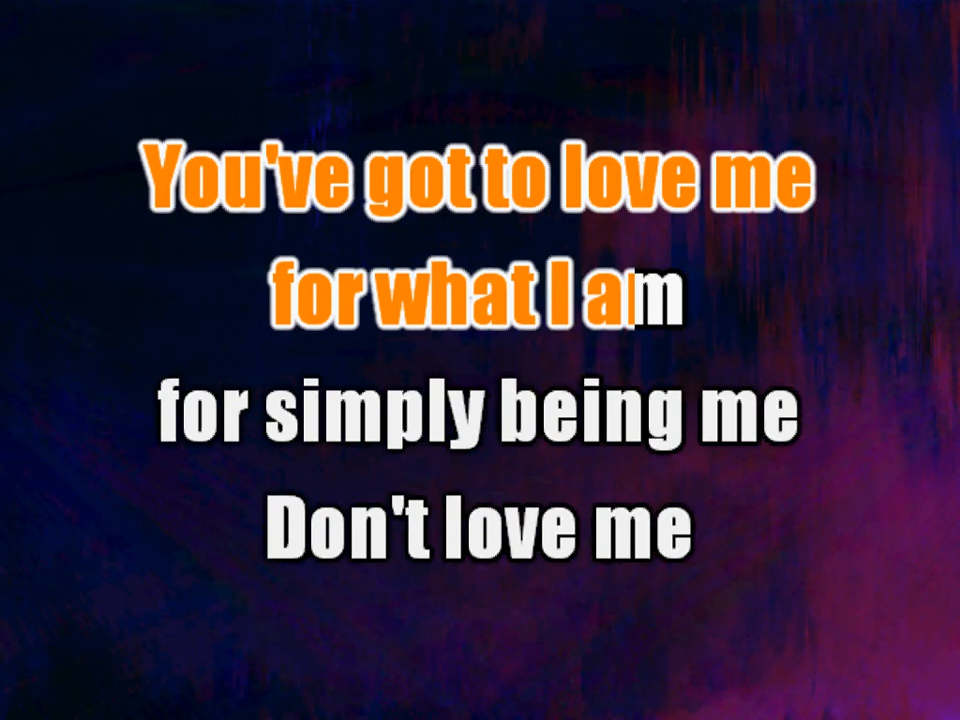 You've got to love me
for what I am
for simply being me
Don't love me